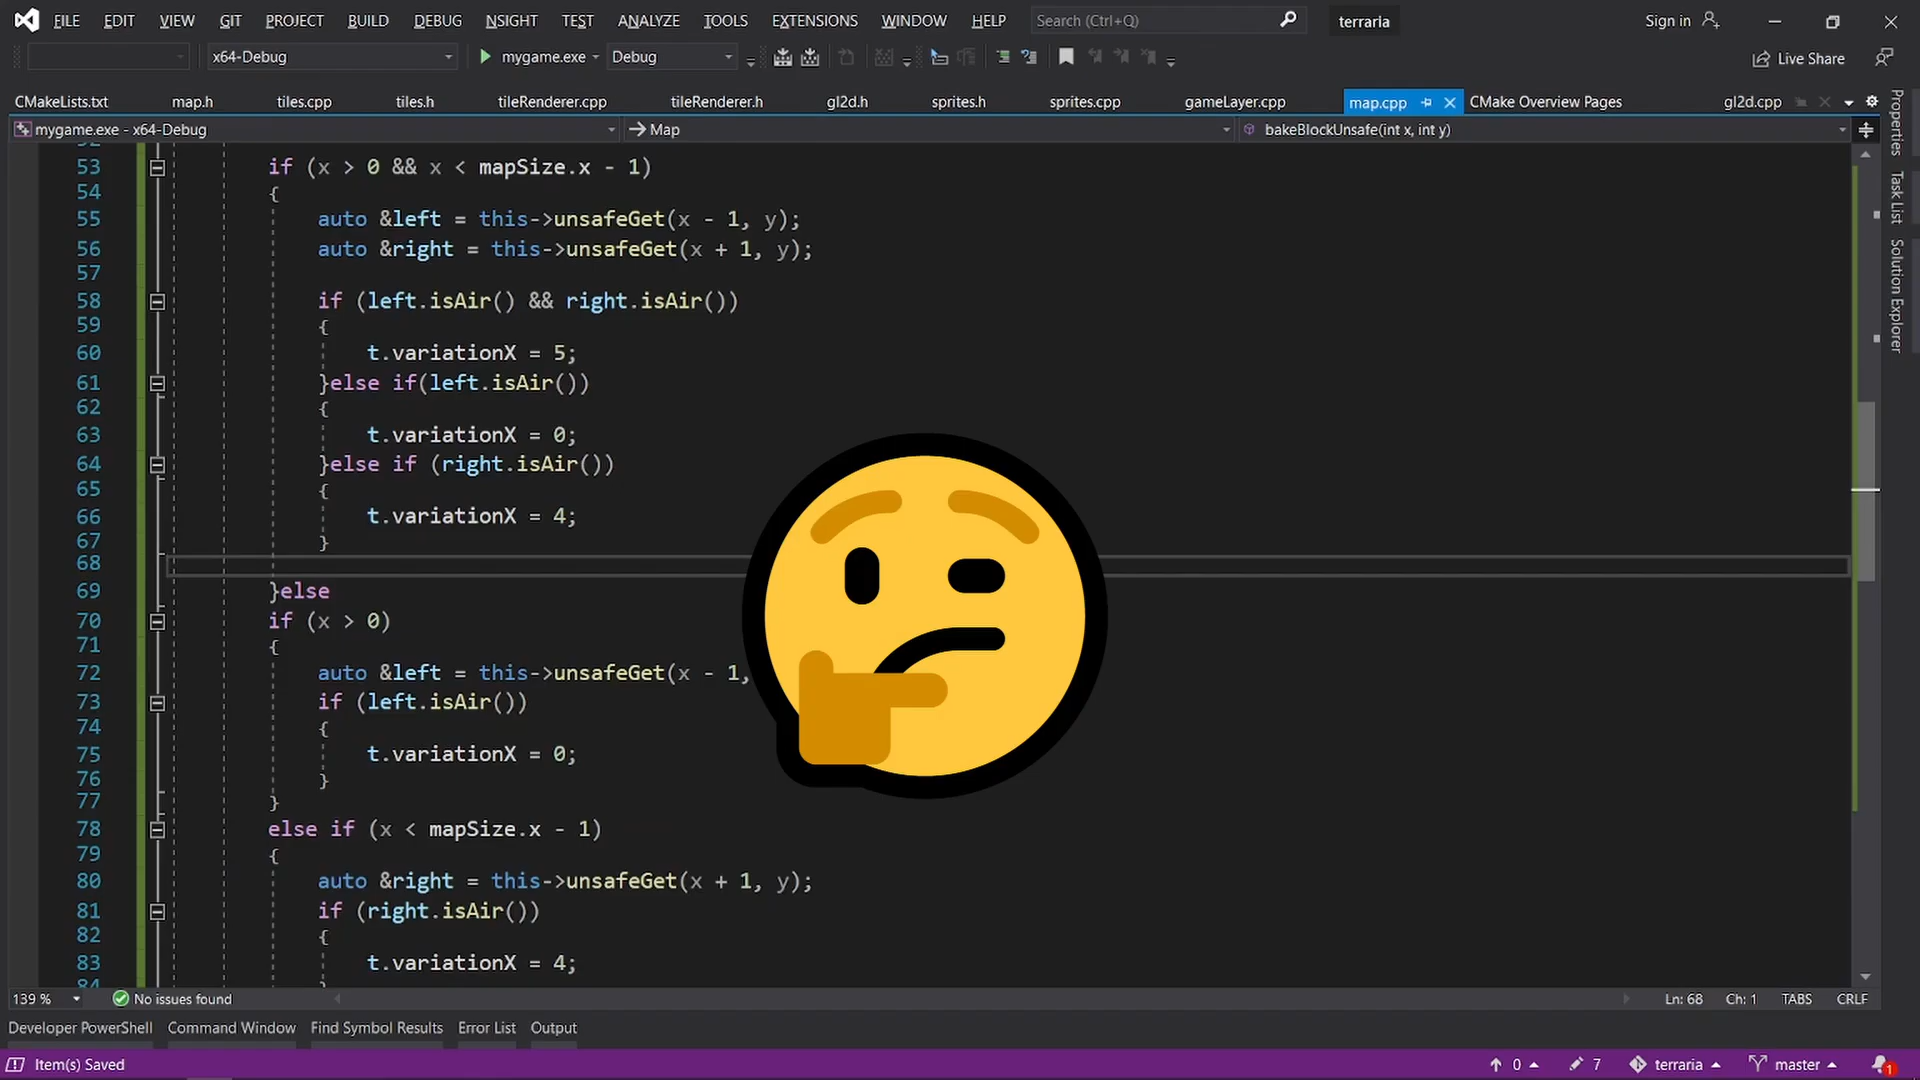 FILE EDIT VIEW GIT PROJECT BUILD DEBUG NSIGHT TEST ANALYZE TOOLS EXTENSIONS WINDOW HELP Search (Ctrl+Q) terraria Sign in
x64-Debug mygame.exe Debug Live Share
CMakeLists.txt map.h tiles.cpp tiles.h tileRenderer.cpp tileRenderer.h gl2d.h sprites.h sprites.cpp gameLayer.cpp map.cpp CMake Overview Pages gl2d.cpp
mygame.exe - x64-Debug Map bakeBlockUnsafe(int x, int y)
Properties
Task List
Solution Explorer
52
53 if (x > 0 && x < mapSize.x - 1)
54 {
55 auto &left = this->unsafeGet(x - 1, y);
56 auto &right = this->unsafeGet(x + 1, y);
57
58 if (left.isAir() && right.isAir())
59 {
60 t.variationX = 5;
61 }else if(left.isAir())
62 {
63 t.variationX = 0;
64 }else if (right.isAir())
65 {
66 t.variationX = 4;
67 }
68
69 }else
70 if (x > 0)
71 {
72 auto &left = this->unsafeGet(x - 1,
73 if (left.isAir())
74 {
75 t.variationX = 0;
76 }
77 }
78 else if (x < mapSize.x - 1)
79 {
80 auto &right = this->unsafeGet(x + 1, y);
81 if (right.isAir())
82 {
83 t.variationX = 4;
84 }
139 % No issues found Ln: 68 Ch: 1 TABS CRLF
Developer PowerShell Command Window Find Symbol Results Error List Output
Item(s) Saved 0 7 terraria master 1